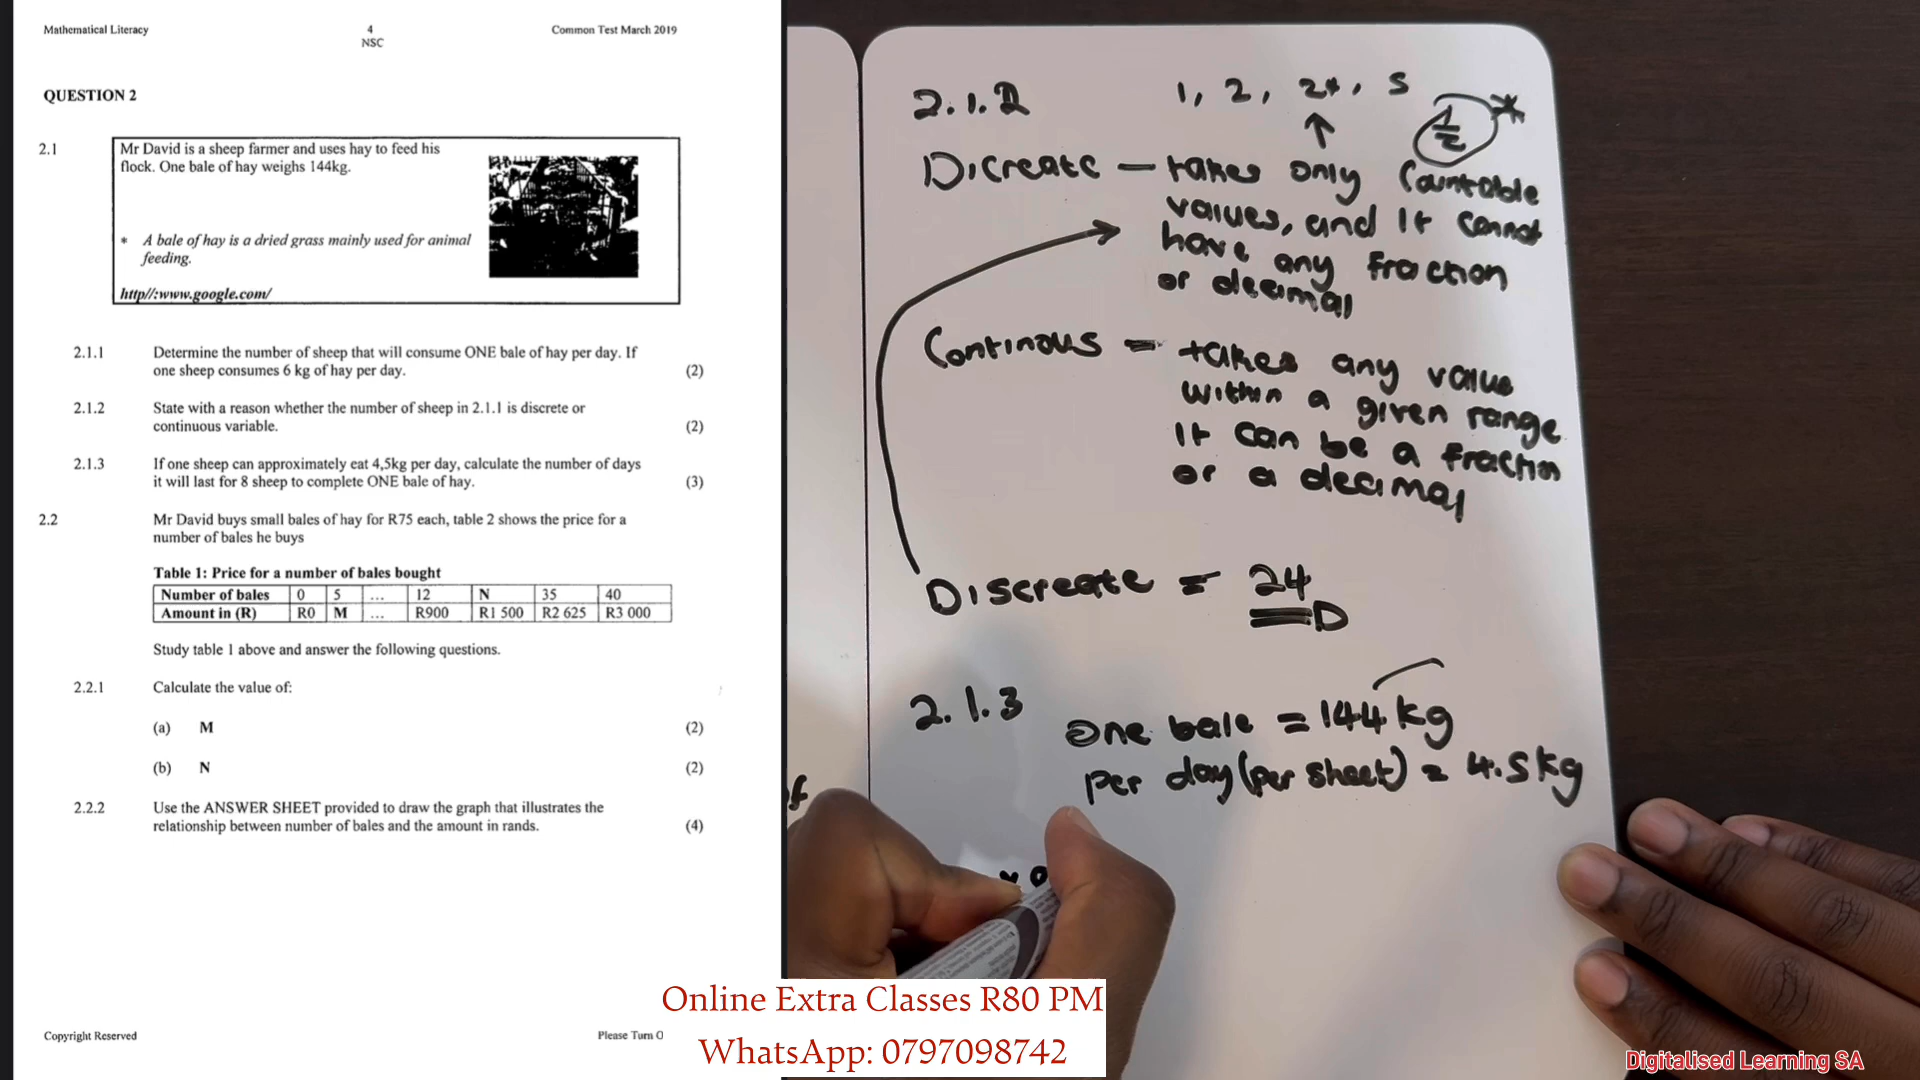 Mathematical Literacy
4
NSC
Common Test March 2019
QUESTION 2
2.1
Mr David is a sheep farmer and uses hay to feed his
flock. One bale of hay weighs 144kg.
* A bale of hay is a dried grass mainly used for animal
feeding.
http//:www.google.com/
2.1.1 Determine the number of sheep that will consume ONE bale of hay per day. If
one sheep consumes 6 kg of hay per day. (2)
2.1.2 State with a reason whether the number of sheep in 2.1.1 is discrete or
continuous variable. (2)
2.1.3 If one sheep can approximately eat 4,5kg per day, calculate the number of days
it will last for 8 sheep to complete ONE bale of hay. (3)
2.2 Mr David buys small bales of hay for R75 each, table 2 shows the price for a
number of bales he buys
Table 1: Price for a number of bales bought
Number of bales 0 5 ... 12 N 35 40
Amount in (R) R0 M ... R900 R1 500 R2 625 R3 000
Study table 1 above and answer the following questions.
2.2.1 Calculate the value of:
(a) M (2)
(b) N (2)
2.2.2 Use the ANSWER SHEET provided to draw the graph that illustrates the
relationship between number of bales and the amount in rands. (4)
Copyright Reserved
Please Turn O
2.1.2
1, 2, 24, 5
1/2 *
Dicreate – takes only Countable
values, and it cannot
have any fraction
or decimal
Continous = takes any value
within a given range
It can be a fraction
or a decimal
Discreate = 24
D
2.1.3
One bale = 144 kg
per day (per sheet) = 4.5kg
Online Extra Classes R80 PM
WhatsApp: 0797098742
Digitalised Learning SA